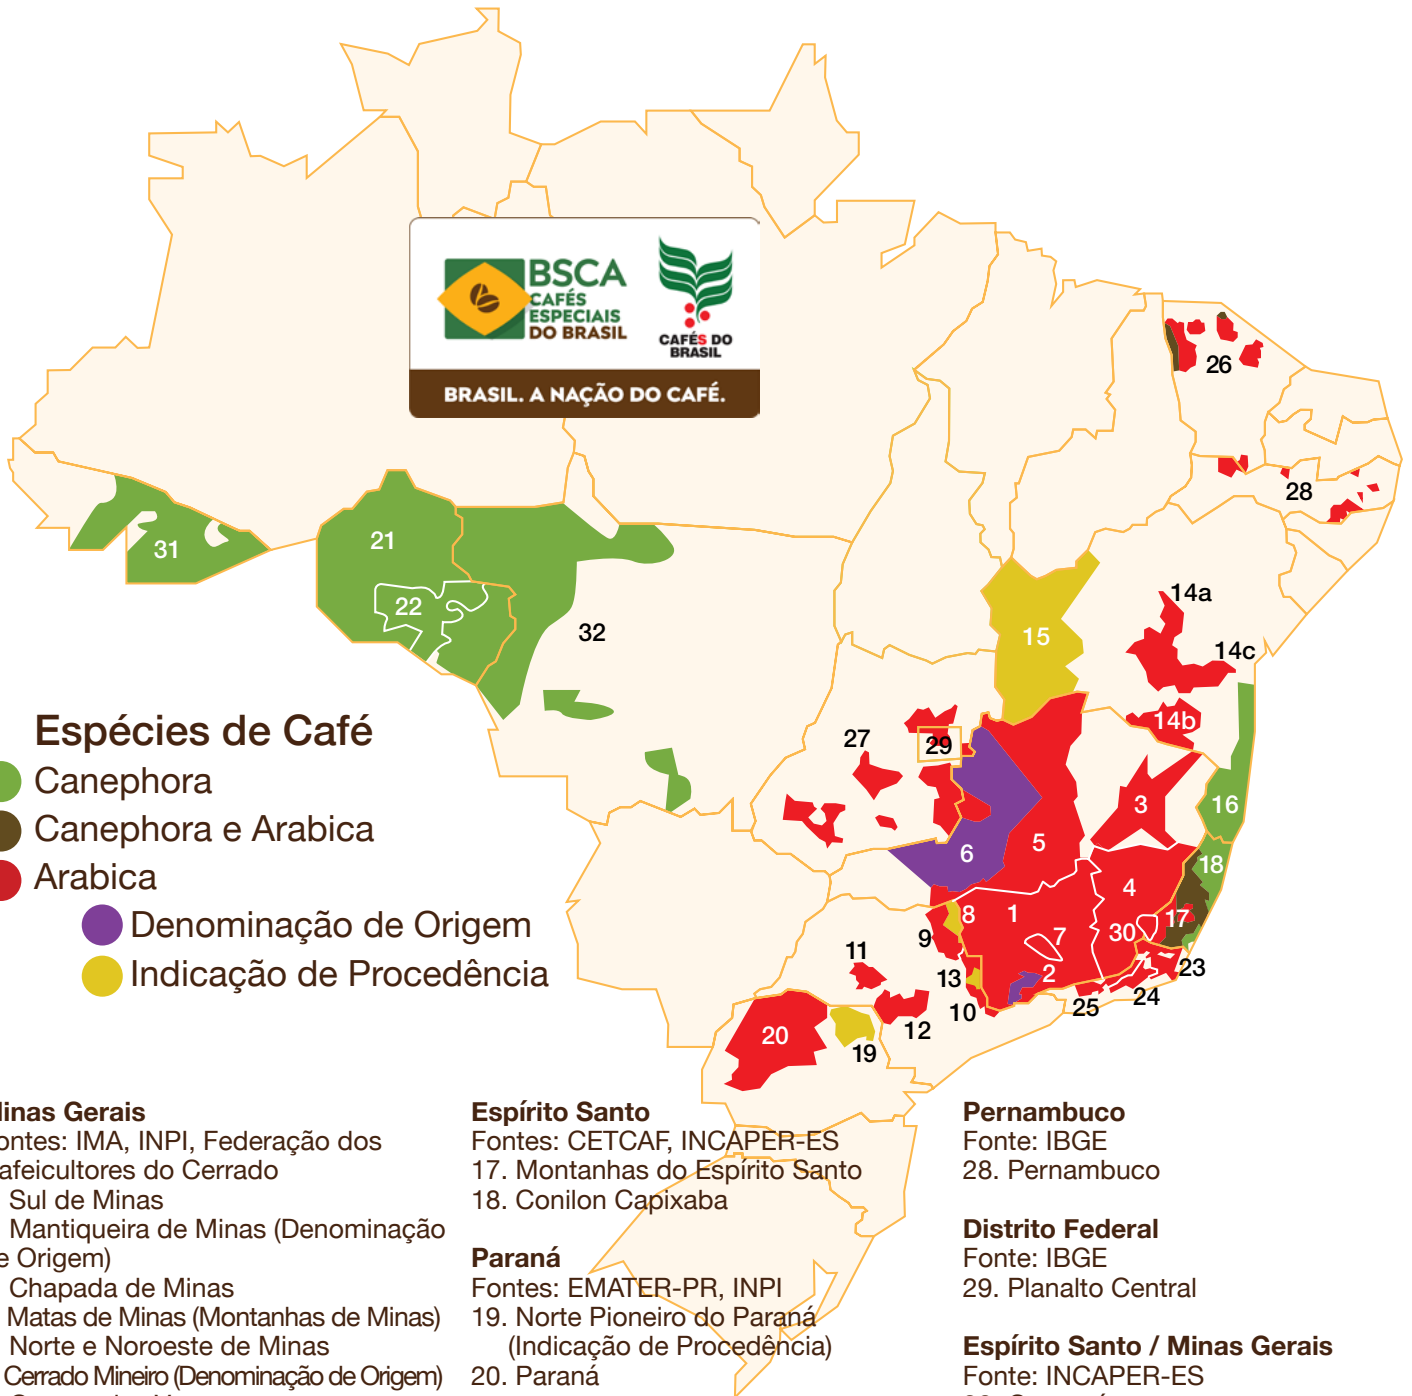 BSCA
CAFÉS
ESPECIAIS
DO BRASIL
CAFÉS DO
BRASIL
BRASIL. A NAÇÃO DO CAFÉ.
26
28
31
21
22
32
15
14a
14c
14b
27
29
3
16
6
5
18
4
8
1
17
9
7
30
11
13
2
23
10
25
24
12
20
19
Espécies de Café
Canephora
Canephora e Arabica
Arabica
Denominação de Origem
Indicação de Procedência
linas Gerais
ontes: IMA, INPI, Federação dos
afeicultores do Cerrado
Sul de Minas
Mantiqueira de Minas (Denominação
e Origem)
Chapada de Minas
Matas de Minas (Montanhas de Minas)
Norte e Noroeste de Minas
Cerrado Mineiro (Denominação de Origem)
Espírito Santo
Fontes: CETCAF, INCAPER-ES
17. Montanhas do Espírito Santo
18. Conilon Capixaba
Paraná
Fontes: EMATER-PR, INPI
19. Norte Pioneiro do Paraná
(Indicação de Procedência)
20. Paraná
Pernambuco
Fonte: IBGE
28. Pernambuco
Distrito Federal
Fonte: IBGE
29. Planalto Central
Espírito Santo / Minas Gerais
Fonte: INCAPER-ES